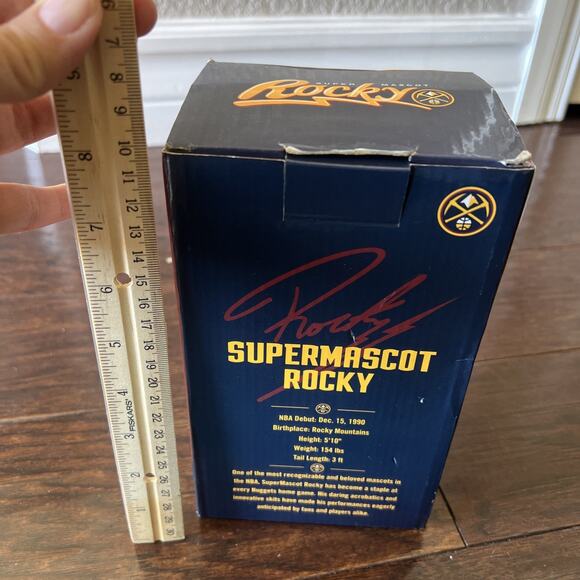 SUPER MASCOT
Rocky
Rocky
SUPERMASCOT
ROCKY
NBA Debut: Dec. 15, 1990
Birthplace: Rocky Mountains
Height: 5'10"
Weight: 154 lbs
Tail Length: 3 ft
One of the most recognizable and beloved mascots in
the NBA, SuperMascot Rocky has become a staple at
every Nuggets home game. His daring acrobatics and
innovative skits have made his performances eagerly
anticipated by fans and players alike.
FISKARS